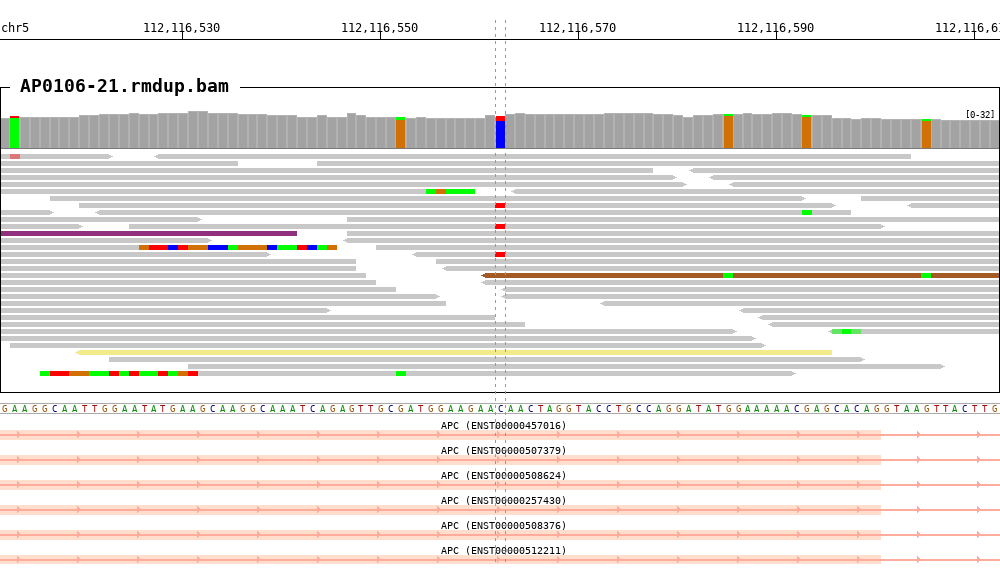 chr5 112,116,530 112,116,550 112,116,570 112,116,590
AP0106-21.rmdup.bam
[0-32]
GAAGGCAATTGGAATATGAAGCAAGGCAAATCAGAGTTGCGATGGAAGAACAACTAGGTACCTGCCAGGATATGGAAAAACGAGCACAGGTAAGTTACTTG
APC (ENST00000457016)
APC (ENST00000507379)
APC (ENST00000508624)
APC (ENST00000257430)
APC (ENST00000508376)
APC (ENST00000512211)